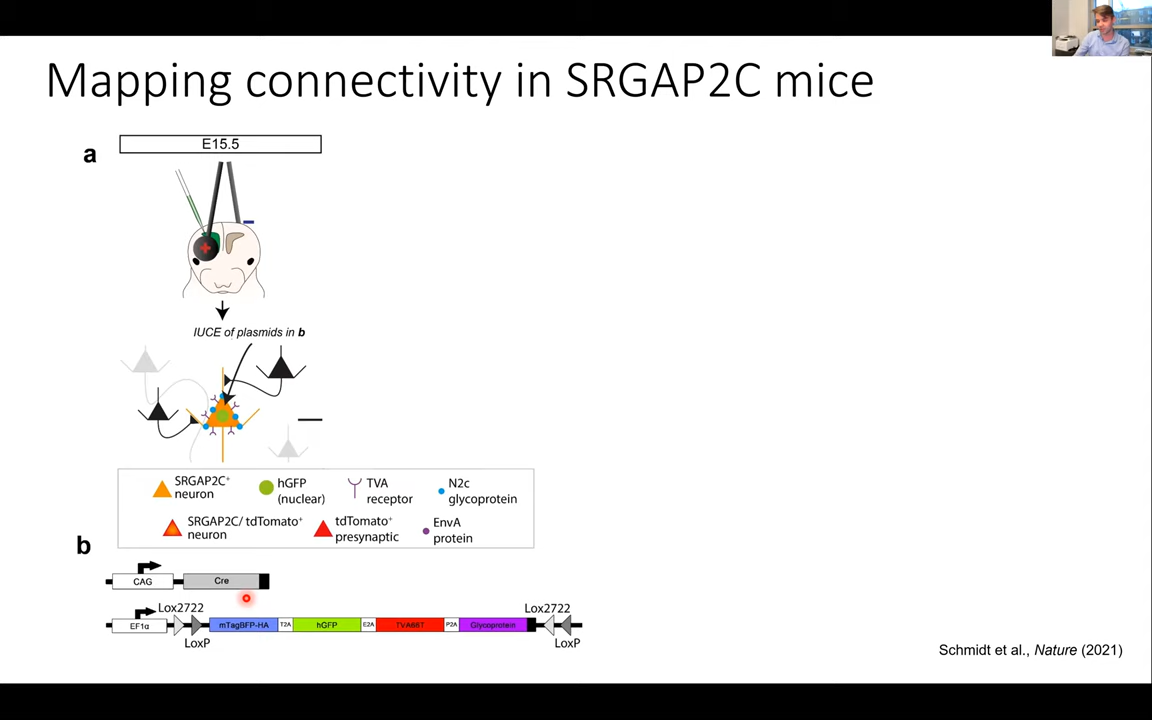 Mapping connectivity in SRGAP2C mice
a
E15.5
IUCE of plasmids in b
SRGAP2C⁺
neuron
hGFP
(nuclear)
TVA
receptor
N2c
glycoprotein
SRGAP2C/ tdTomato⁺
neuron
tdTomato⁺
presynaptic
EnvA
protein
b
CAG
Cre
Lox2722
Lox2722
EF1α
mTagBFP-HA
T2A
hGFP
E2A
TVA66T
P2A
Glycoprotein
LoxP
LoxP
Schmidt et al., Nature (2021)